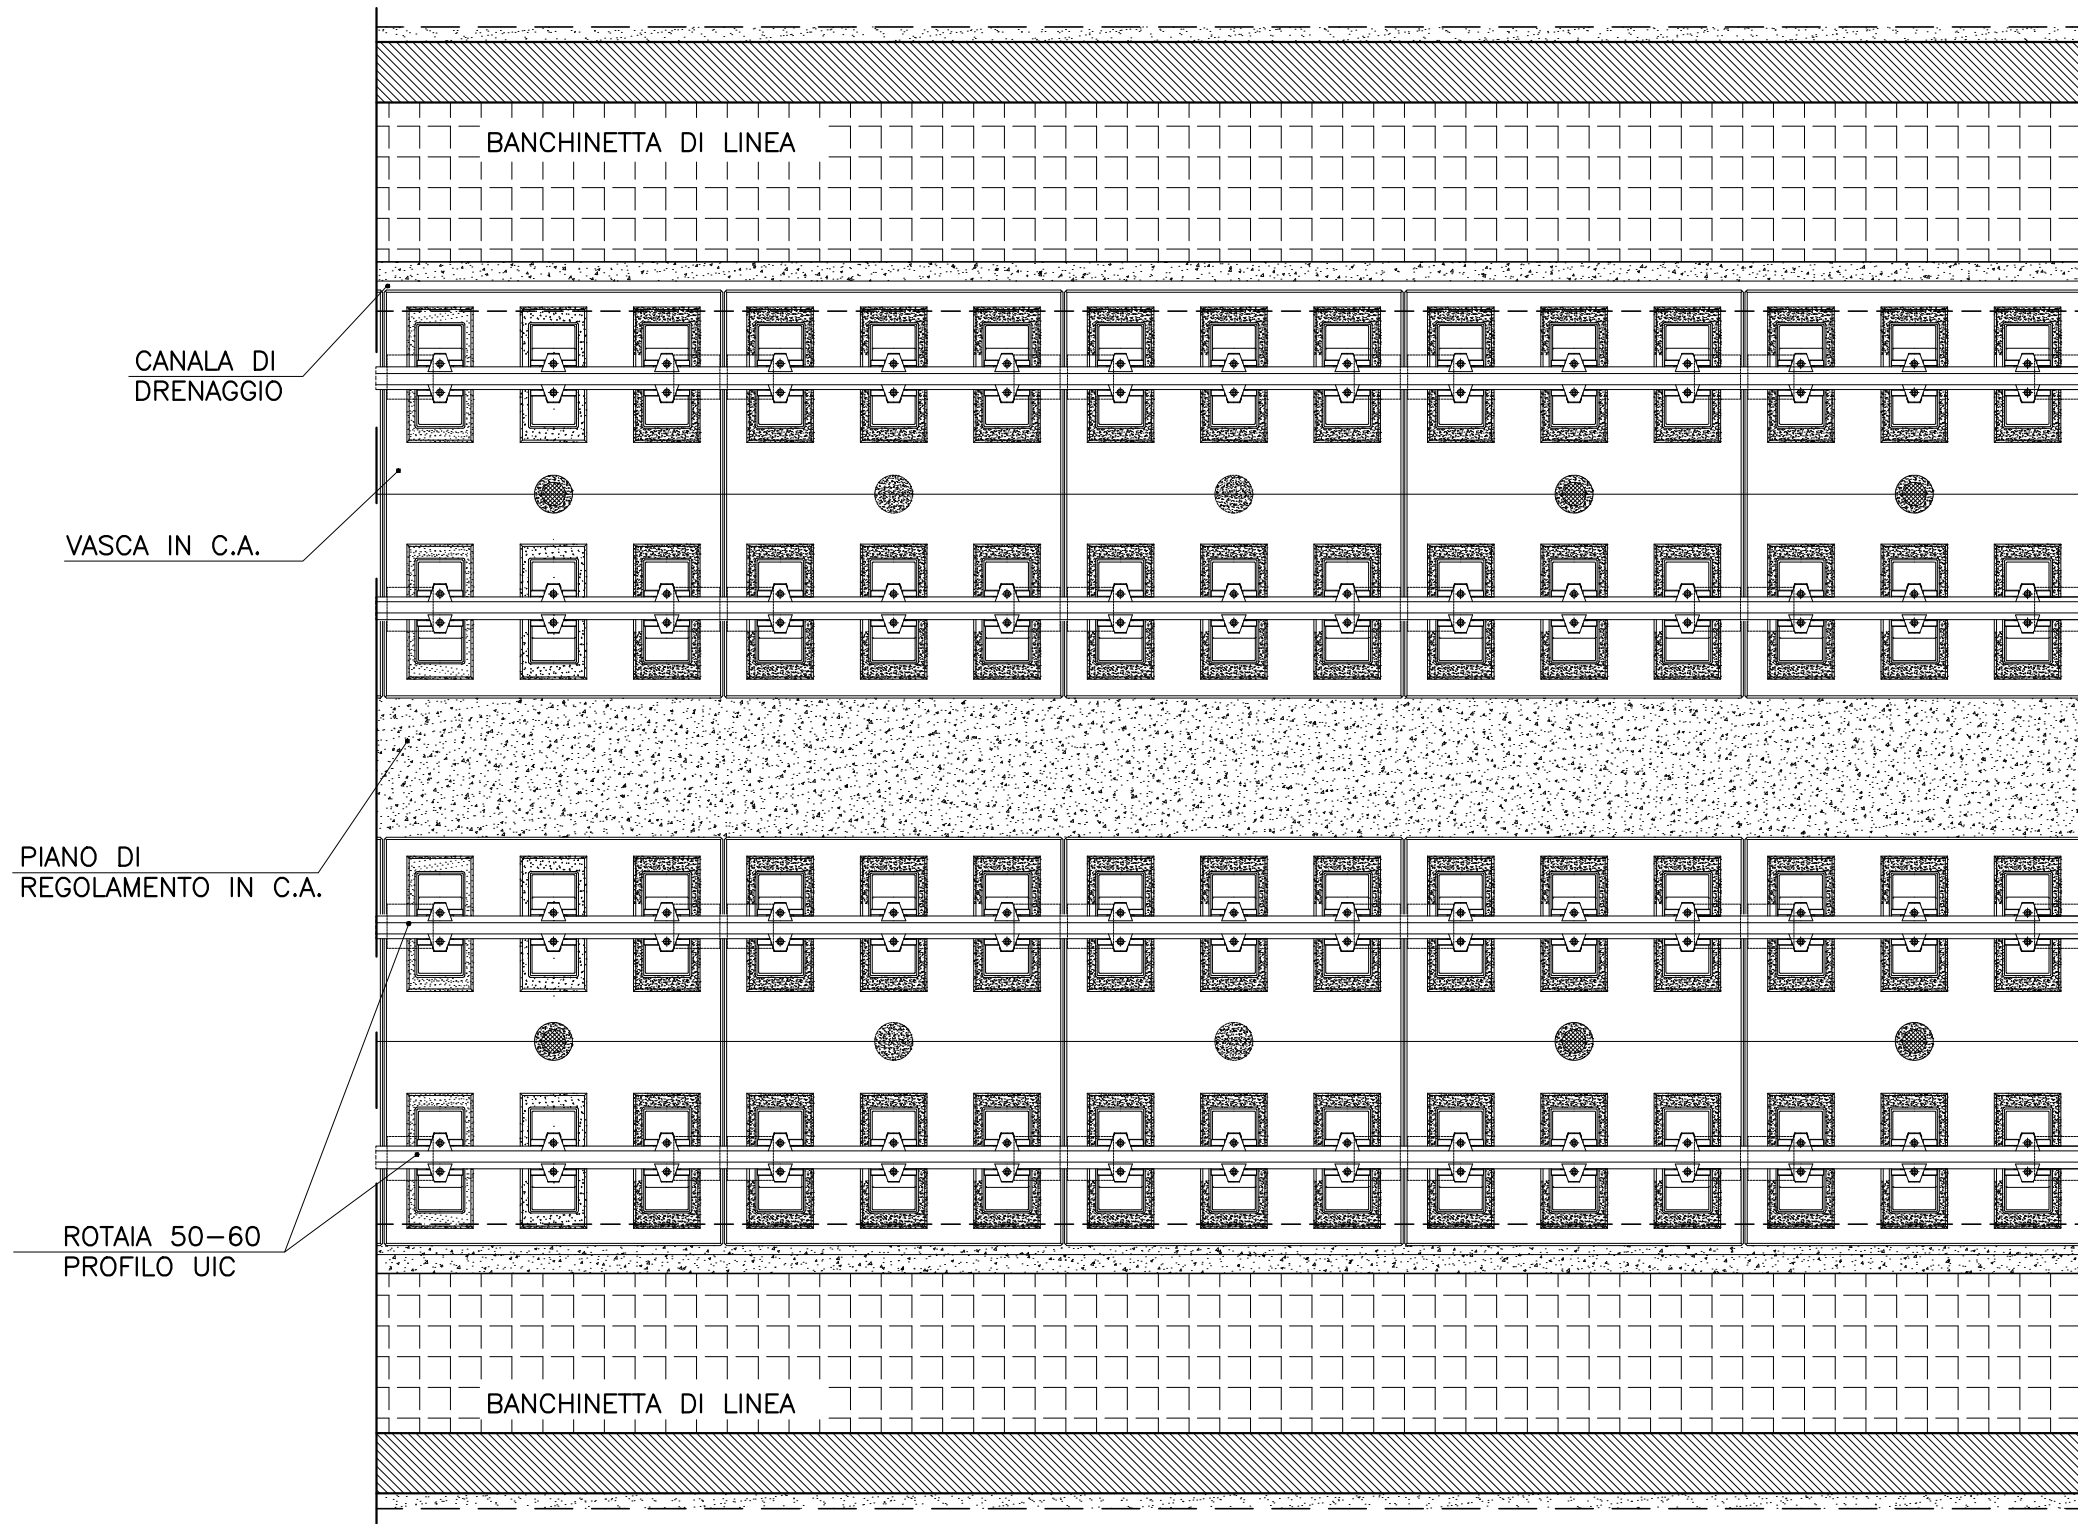 BANCHINETTA DI LINEA
CANALA DI
DRENAGGIO
VASCA IN C.A.
PIANO DI
REGOLAMENTO IN C.A.
ROTAIA 50-60
PROFILO UIC
BANCHINETTA DI LINEA